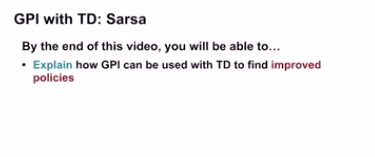 GPI with TD: Sarsa
By the end of this video, you will be able to...
• Explain how GPI can be used with TD to find improved
policies